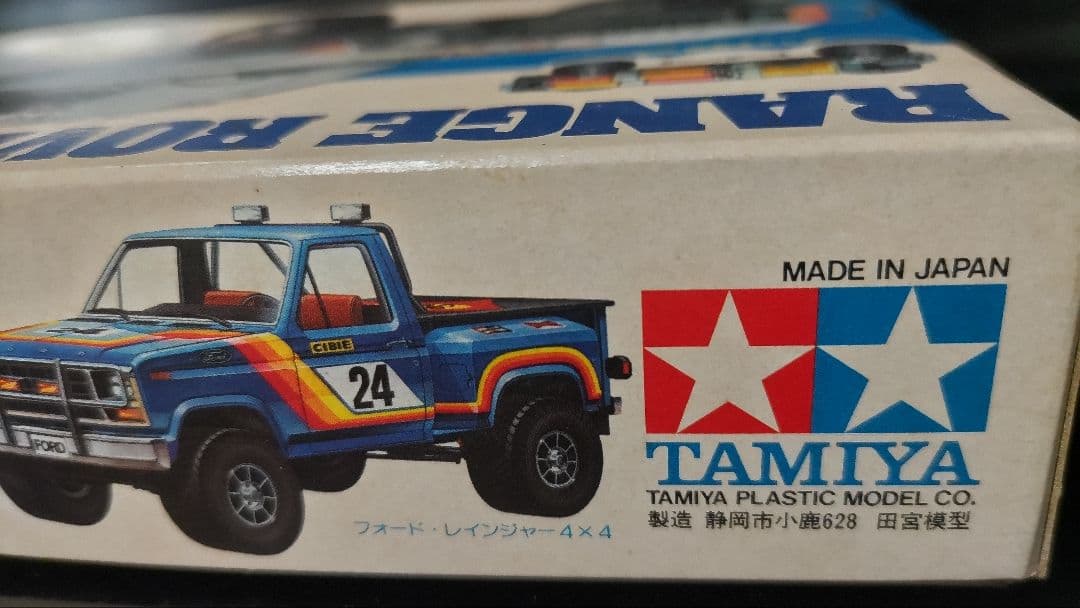 RANGE ROV
MADE IN JAPAN
CIBIE
24
Ford
FORD
TAMIYA
TAMIYA PLASTIC MODEL CO.
フォード・レインジャー4×4
製造 静岡市小鹿628 田宮模型